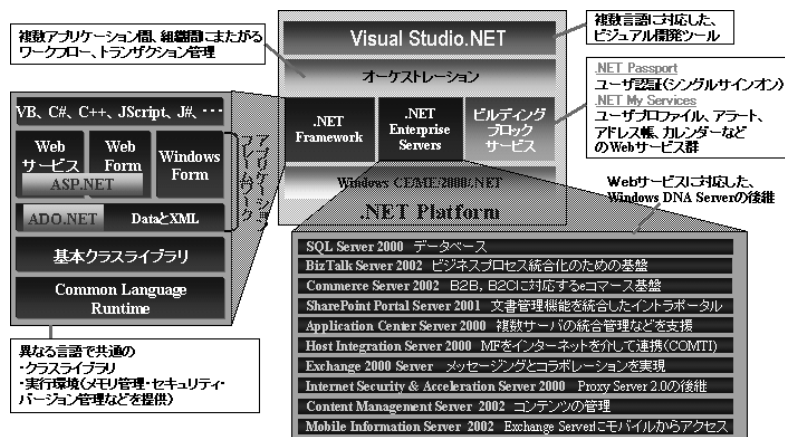 複数アプリケーション間、組織間にまたがる
ワークフロー、トランザクション管理
Visual Studio.NET
オーケストレーション
.NET
Framework
.NET
Enterprise
Servers
ビルディング
ブロック
サービス
Windows CE/ME/2000/.NET
.NET Platform
複数言語に対応した、
ビジュアル開発ツール
.NET Passport
ユーザ認証(シングルサインオン)
.NET My Services
ユーザプロファイル、アラート、
アドレス帳、カレンダーなど
のWebサービス群
VB、C#、C++、JScript、J#、・・・
Web
サービス
Web
Form
Windows
Form
ASP.NET
ADO.NET
DataとXML
アプリケーション
フレームワーク
基本クラスライブラリ
Common Language
Runtime
異なる言語で共通の
・クラスライブラリ
・実行環境(メモリ管理・セキュリティ・
バージョン管理などを提供)
Webサービスに対応した、
Windows DNA Serverの後継
SQL Server 2000 データベース
BizTalk Server 2002 ビジネスプロセス統合化のための基盤
Commerce Server 2002 B2B, B2Cに対応するeコマース基盤
SharePoint Portal Server 2001 文書管理機能を統合したイントラポータル
Application Center Server 2000 複数サーバの統合管理などを支援
Host Integration Server 2000 MFをインターネットを介して連携(COMTI)
Exchange 2000 Server メッセージングとコラボレーションを実現
Internet Security & Acceleration Server 2000 Proxy Server 2.0の後継
Content Management Server 2002 コンテンツの管理
Mobile Information Server 2002 Exchange Serverにモバイルからアクセス